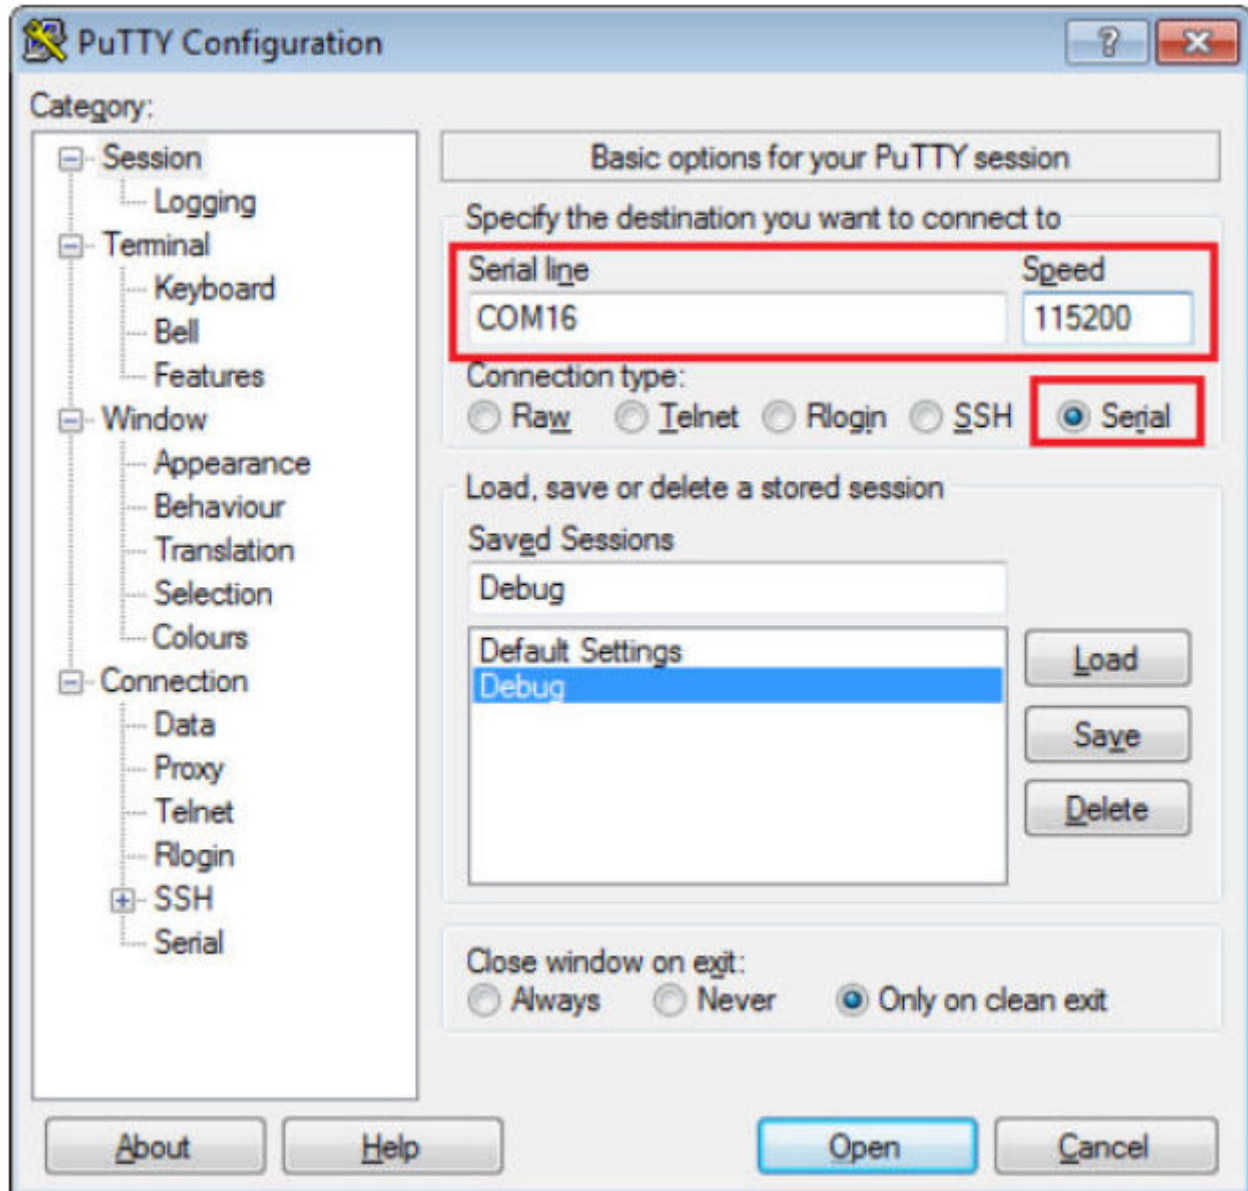 PuTTY Configuration
Category:
Session
Logging
Terminal
Keyboard
Bell
Features
Window
Appearance
Behaviour
Translation
Selection
Colours
Connection
Data
Proxy
Telnet
Rlogin
SSH
Serial
Basic options for your PuTTY session
Specify the destination you want to connect to
Serial line Speed
COM16 115200
Connection type:
Raw Telnet Rlogin SSH Serial
Load, save or delete a stored session
Saved Sessions
Debug
Default Settings
Debug
Load
Save
Delete
Close window on exit:
Always Never Only on clean exit
About Help Open Cancel